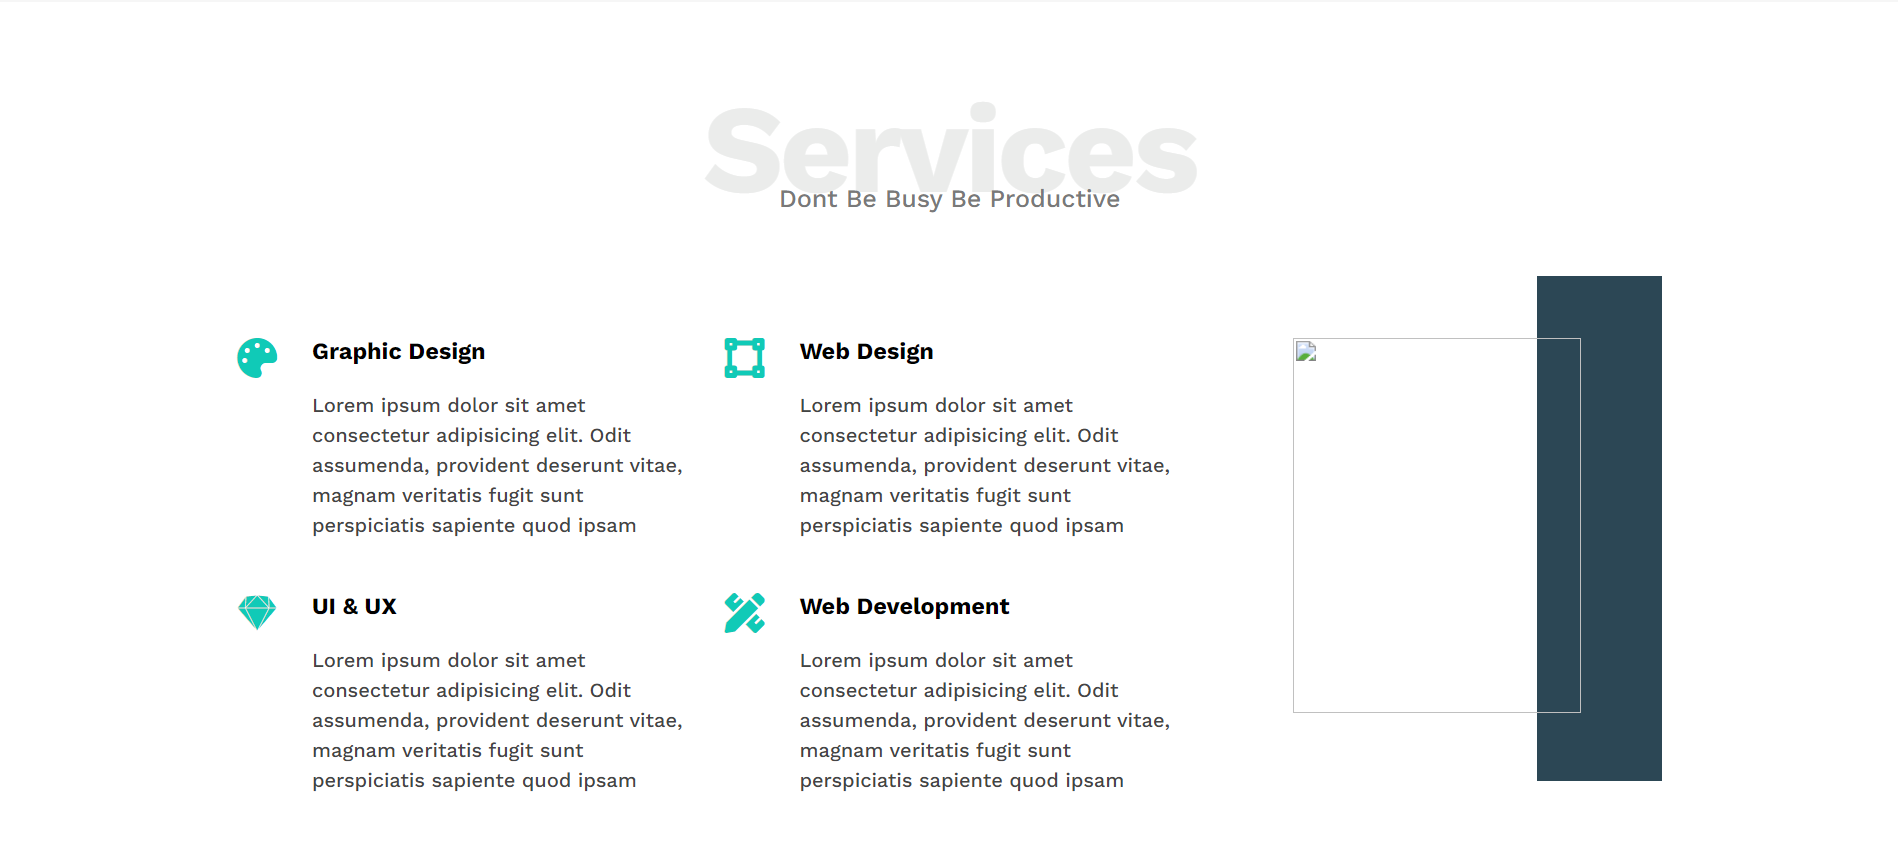 Services
Dont Be Busy Be Productive
Graphic Design
Lorem ipsum dolor sit amet
consectetur adipisicing elit. Odit
assumenda, provident deserunt vitae,
magnam veritatis fugit sunt
perspiciatis sapiente quod ipsam
Web Design
Lorem ipsum dolor sit amet
consectetur adipisicing elit. Odit
assumenda, provident deserunt vitae,
magnam veritatis fugit sunt
perspiciatis sapiente quod ipsam
UI & UX
Lorem ipsum dolor sit amet
consectetur adipisicing elit. Odit
assumenda, provident deserunt vitae,
magnam veritatis fugit sunt
perspiciatis sapiente quod ipsam
Web Development
Lorem ipsum dolor sit amet
consectetur adipisicing elit. Odit
assumenda, provident deserunt vitae,
magnam veritatis fugit sunt
perspiciatis sapiente quod ipsam